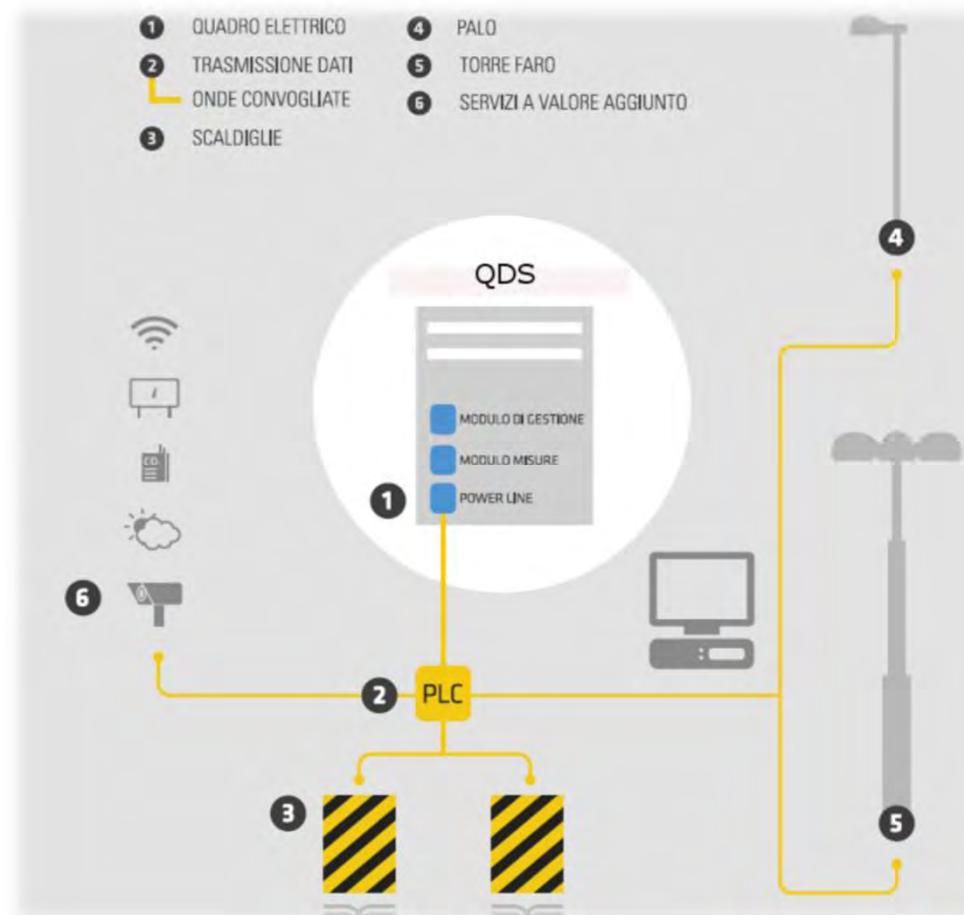 1 QUADRO ELETTRICO
2 TRASMISSIONE DATI
ONDE CONVOGLIATE
3 SCALDIGLIE
4 PALO
5 TORRE FARO
6 SERVIZI A VALORE AGGIUNTO
4
QDS
i
CO₂
MODULO DI GESTIONE
MODULO MISURE
1
POWER LINE
6
2
PLC
3
5